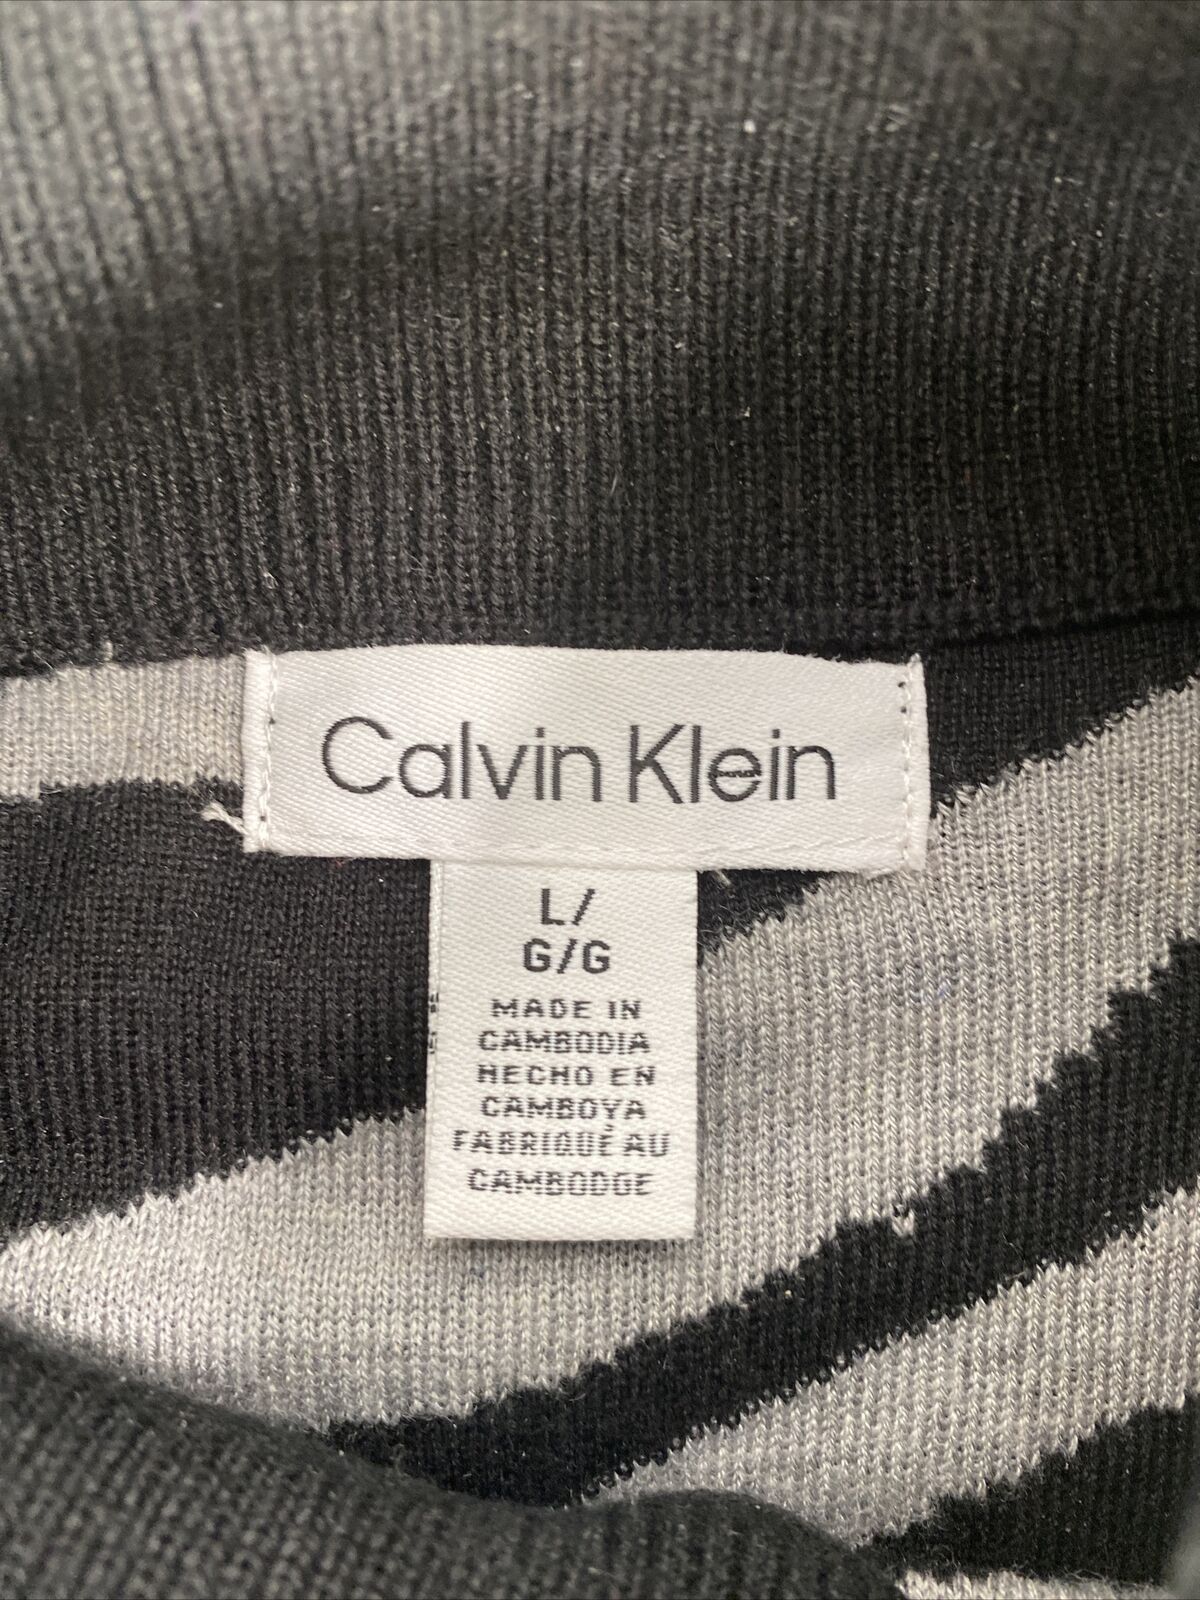 Calvin Klein
L/
G/G
MADE IN
CAMBODIA
HECHO EN
CAMBOYA
FABRIQUÉ AU
CAMBODGE